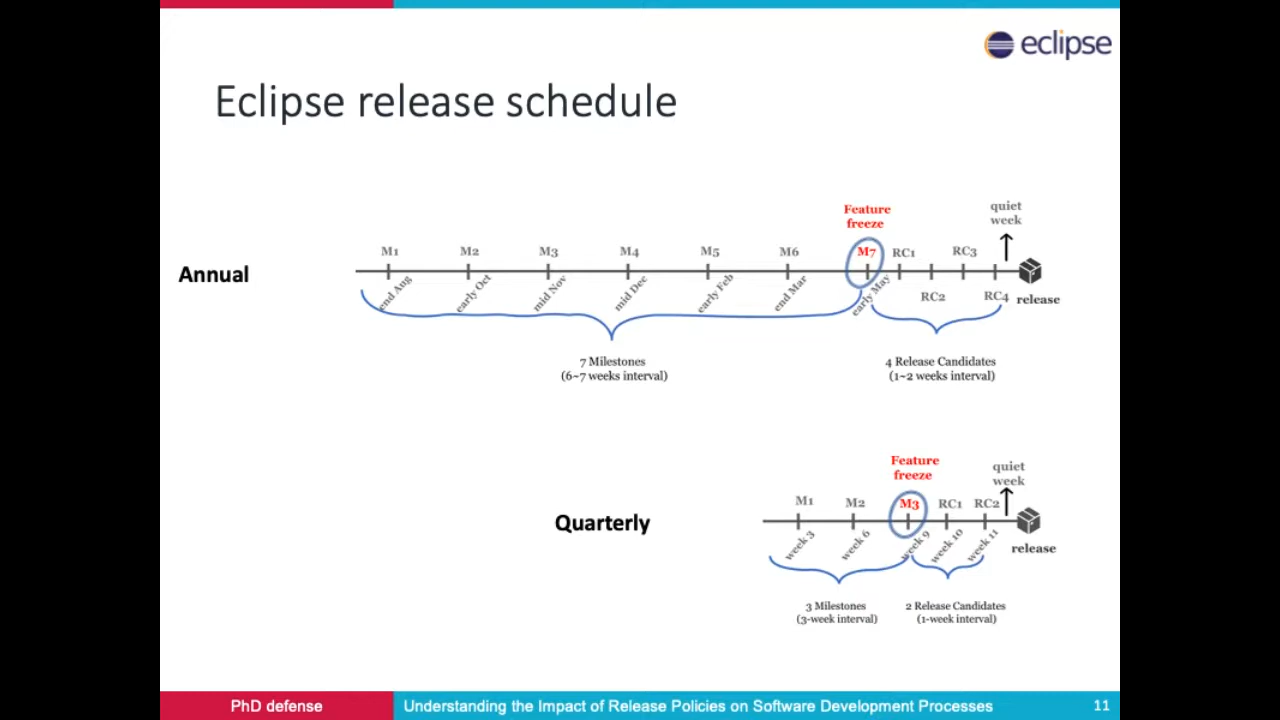 eclipse
Eclipse release schedule
Annual
Feature
freeze
quiet
week
M1 M2 M3 M4 M5 M6 M7 RC1 RC3
end Aug early Oct mid Nov mid Dec early Feb end Mar early May
RC2 RC4 release
7 Milestones
(6~7 weeks interval)
4 Release Candidates
(1~2 weeks interval)
Quarterly
Feature
freeze
quiet
week
M1 M2 M3 RC1 RC2
week 3 week 6 week 9 week 10 week 11
release
3 Milestones
(3-week interval)
2 Release Candidates
(1-week interval)
PhD defense
Understanding the Impact of Release Policies on Software Development Processes
11